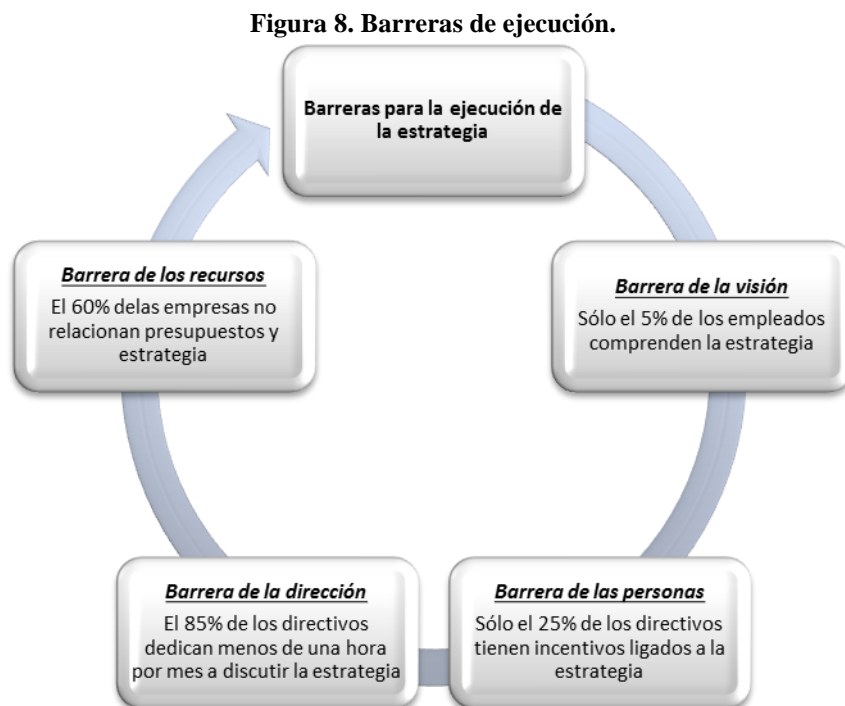 Figura 8. Barreras de ejecución.
Barreras para la ejecución de
la estrategia
Barrera de la visión
Sólo el 5% de los empleados
comprenden la estrategia
Barrera de las personas
Sólo el 25% de los directivos
tienen incentivos ligados a la
estrategia
Barrera de la dirección
El 85% de los directivos
dedican menos de una hora
por mes a discutir la estrategia
Barrera de los recursos
El 60% delas empresas no
relacionan presupuestos y
estrategia